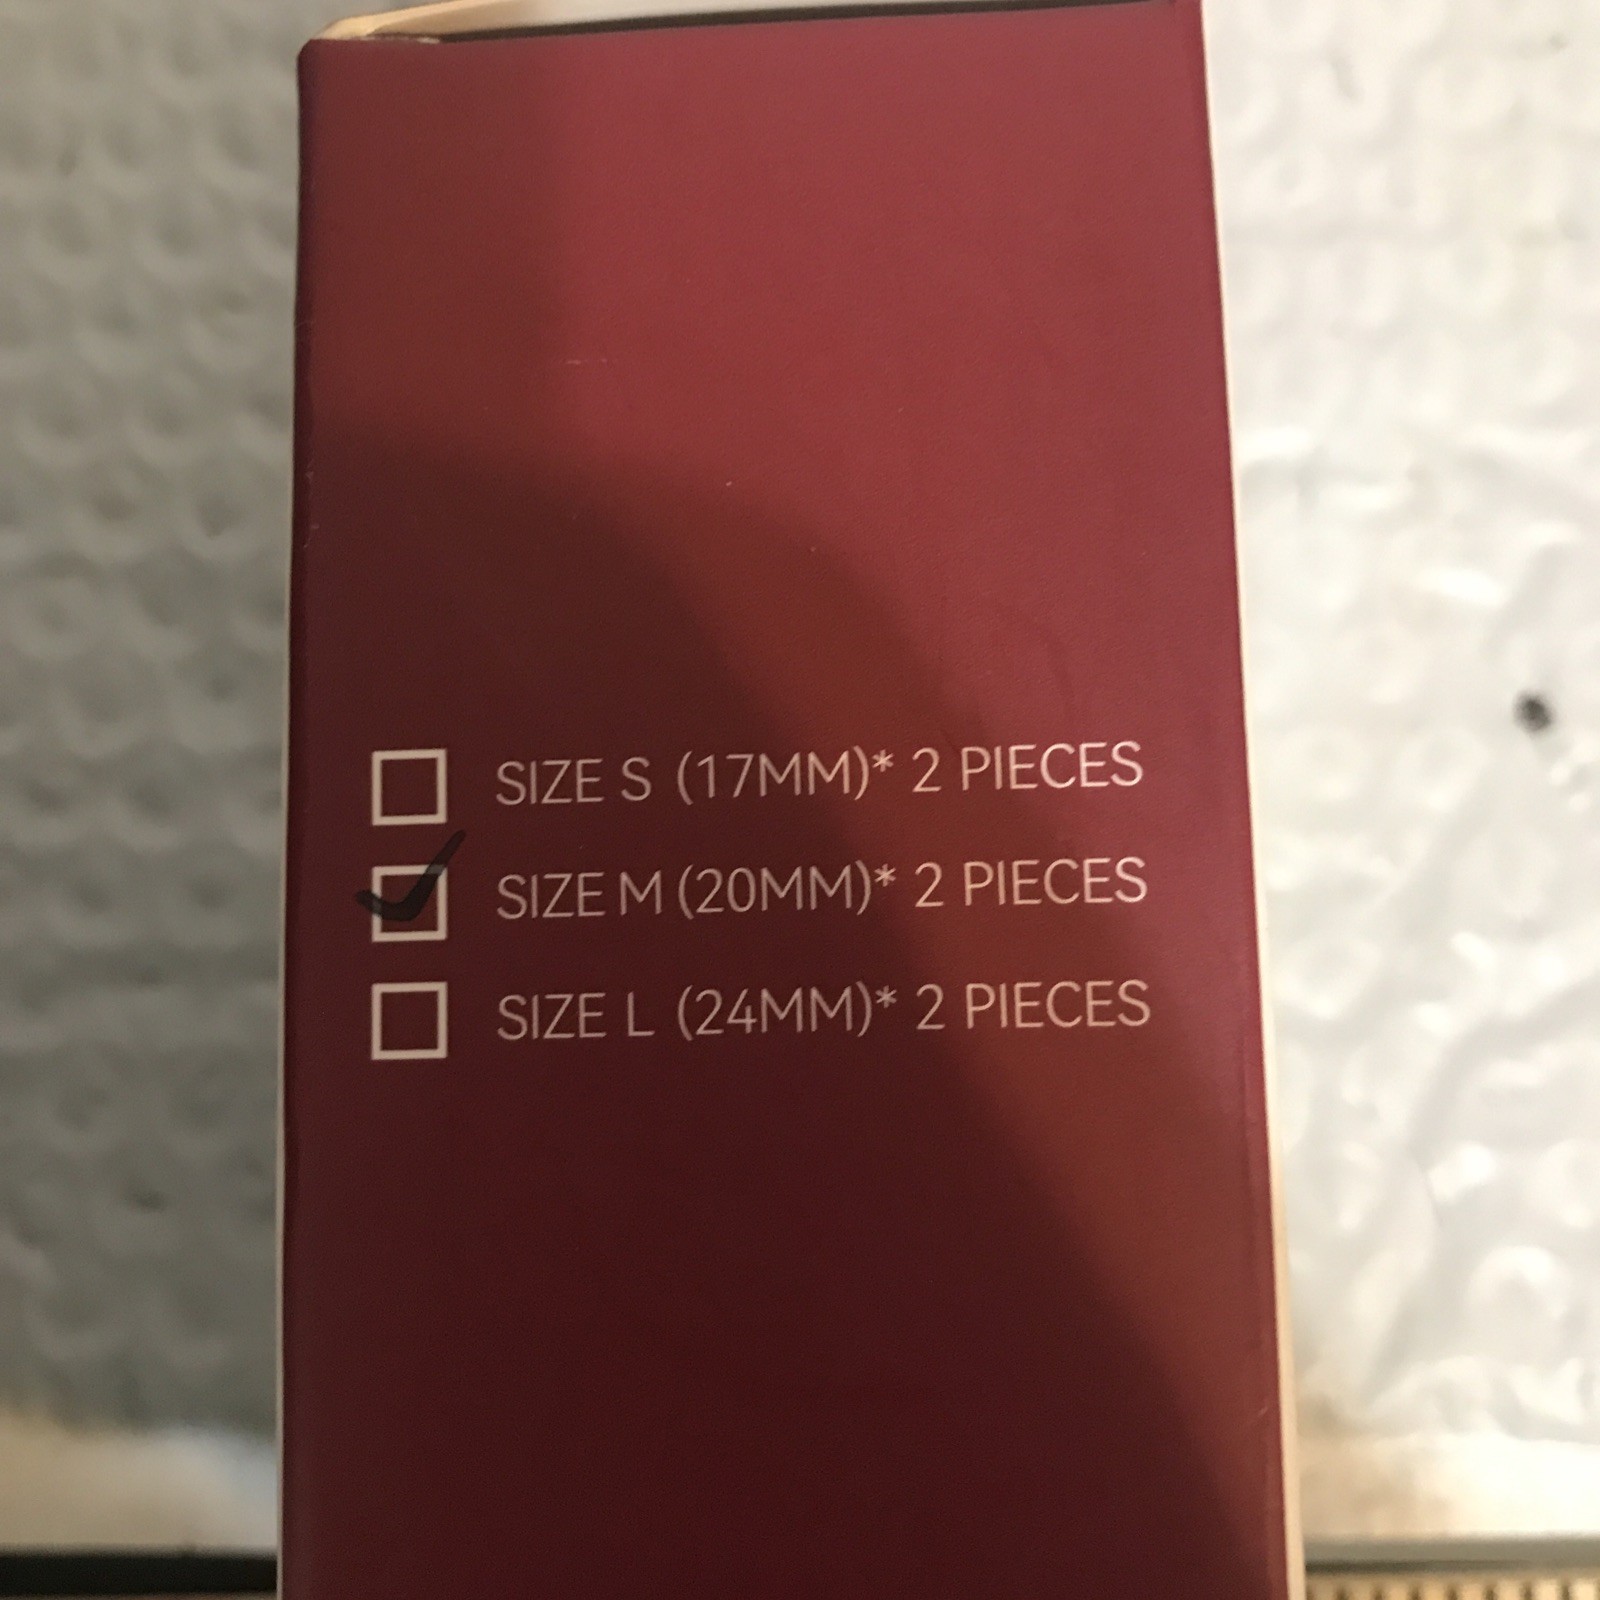 SIZE S (17MM)* 2 PIECES
SIZE M (20MM)* 2 PIECES
SIZE L (24MM)* 2 PIECES